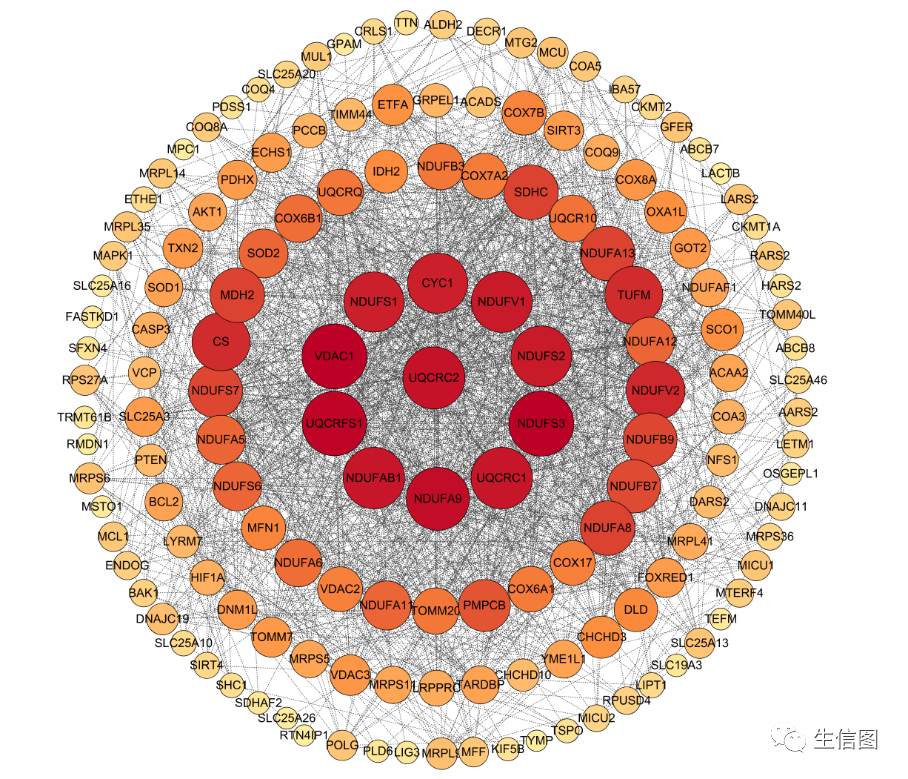 TTN
ALDH2
CRLS1
DECR1
GPAM
MTG2
MUL1
MCU
SLC25A20
COA5
COQ4
IBA57
PDSS1
CKMT2
COQ8A
GFER
MPC1
ABCB7
MRPL14
LACTB
ETHE1
LARS2
MRPL35
CKMT1A
MAPK1
RARS2
SLC25A16
HARS2
FASTKD1
TOMM40L
SFXN4
ABCB8
RPS27A
SLC25A46
TRMT61B
AARS2
RMDN1
LETM1
MRPS6
OSGEPL1
MSTO1
DNAJC11
MCL1
MRPS36
ENDOG
MICU1
BAK1
MTERF4
DNAJC19
TEFM
SLC25A10
SLC25A13
SIRT4
SLC19A3
SHC1
LIPT1
SDHAF2
RPUSD4
SLC25A26
MICU2
RTN4IP1
TSPO
POLG
TYMP
PLD6
KIF5B
LIG3
MFF
MRPL9
ETFA
GRPEL1
ACADS
COX7B
TIMM44
SIRT3
PCCB
COQ9
ECHS1
COX8A
PDHX
OXA1L
AKT1
GOT2
TXN2
NDUFAF1
SOD1
SCO1
CASP3
ACAA2
VCP
COA3
SLC25A3
NFS1
PTEN
DARS2
BCL2
MRPL41
LYRM7
FOXRED1
HIF1A
DLD
DNM1L
CHCHD3
TOMM7
YME1L1
MRPS5
CHCHD10
VDAC3
MRPS11
LRPPRC
TARDBP
NDUFB3
COX7A2
IDH2
SDHC
UQCRQ
UQCR10
COX6B1
NDUFA13
SOD2
TUFM
MDH2
NDUFA12
CS
NDUFV2
NDUFS7
NDUFB9
NDUFA5
NDUFB7
NDUFS6
NDUFA8
MFN1
COX17
NDUFA6
COX6A1
VDAC2
PMPCB
NDUFA11
TOMM20
CYC1
NDUFS1
NDUFV1
VDAC1
NDUFS2
UQCRC2
UQCRFS1
NDUFS3
NDUFAB1
UQCRC1
NDUFA9
生信图